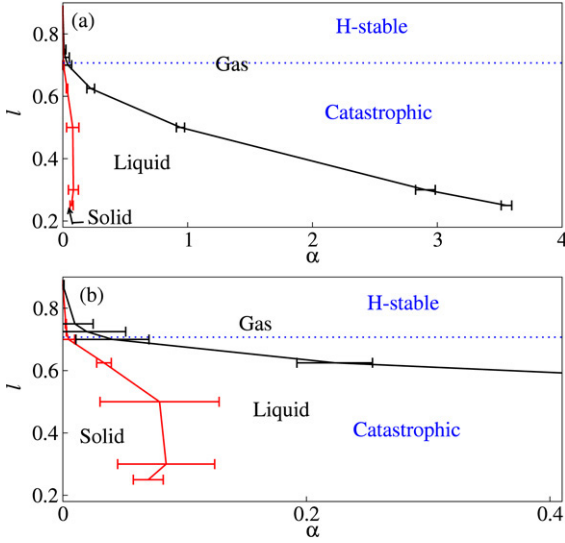 (a)
H-stable
0.8
Gas
0.6
Catastrophic
l
0.4
Liquid
0.2
Solid
0 1 2 3 4
α
(b)
H-stable
0.8
Gas
0.6
l
Liquid
0.4
Solid
Catastrophic
0.2
0 0.2 0.4
α